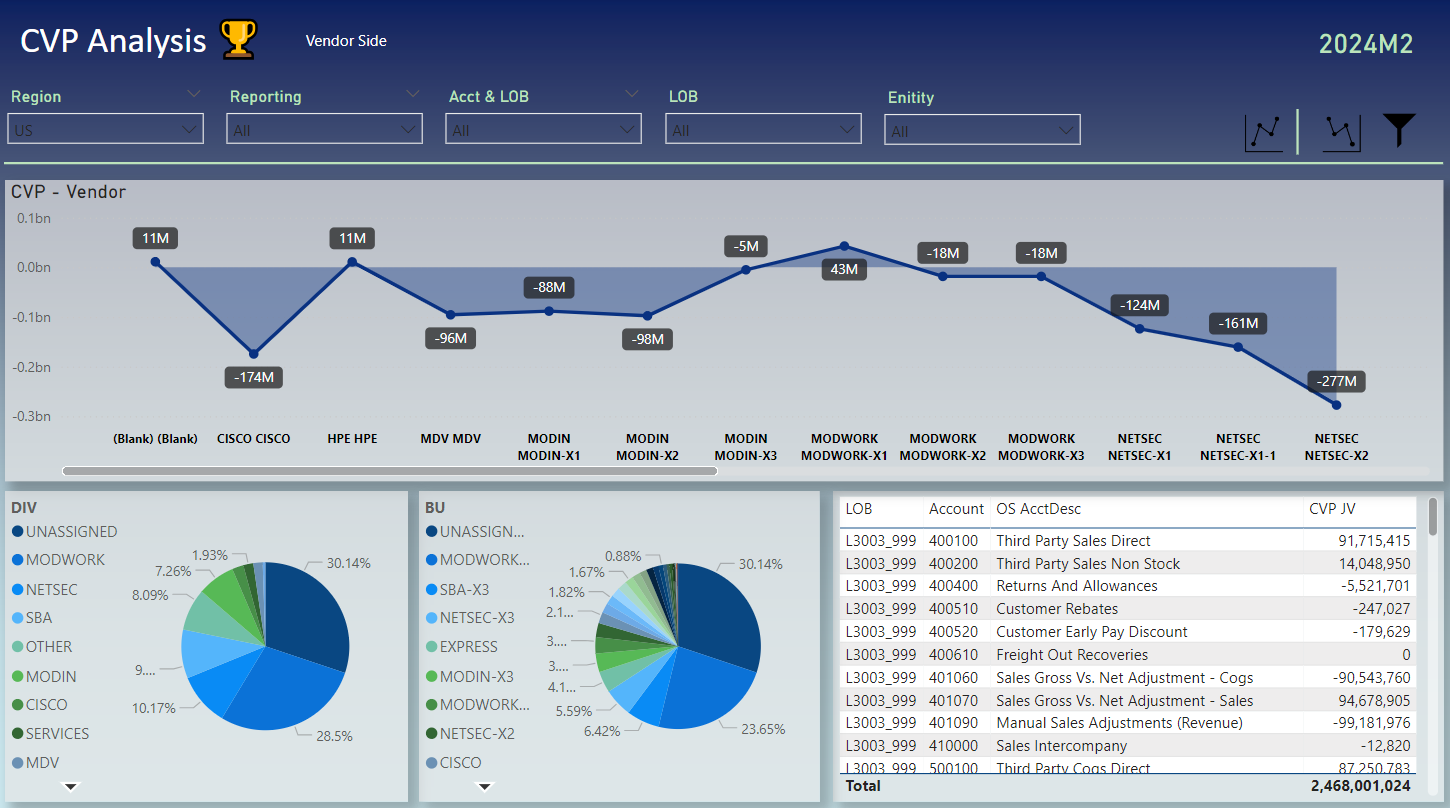 CVP Analysis
Vendor Side
2024M2
Region
Reporting
Acct & LOB
LOB
Enitity
US
All
All
All
All
CVP - Vendor
0.1bn
0.0bn
-0.1bn
-0.2bn
-0.3bn
11M
-174M
11M
-96M
-88M
-98M
-5M
43M
-18M
-18M
-124M
-161M
-277M
(Blank) (Blank)
CISCO CISCO
HPE HPE
MDV MDV
MODIN
MODIN-X1
MODIN
MODIN-X2
MODIN
MODIN-X3
MODWORK
MODWORK-X1
MODWORK
MODWORK-X2
MODWORK
MODWORK-X3
NETSEC
NETSEC-X1
NETSEC
NETSEC-X1-1
NETSEC
NETSEC-X2
DIV
UNASSIGNED
MODWORK
NETSEC
SBA
OTHER
MODIN
CISCO
SERVICES
MDV
1.93%
7.26%
8.09%
9....
10.17%
30.14%
28.5%
BU
UNASSIGN...
MODWORK...
SBA-X3
NETSEC-X3
EXPRESS
MODIN-X3
MODWORK...
NETSEC-X2
CISCO
0.88%
1.67%
1.82%
2.1...
3....
3....
4.1...
5.59%
6.42%
30.14%
23.65%
LOB Account OS AcctDesc CVP JV
L3003_999 400100 Third Party Sales Direct 91,715,415
L3003_999 400200 Third Party Sales Non Stock 14,048,950
L3003_999 400400 Returns And Allowances -5,521,701
L3003_999 400510 Customer Rebates -247,027
L3003_999 400520 Customer Early Pay Discount -179,629
L3003_999 400610 Freight Out Recoveries 0
L3003_999 401060 Sales Gross Vs. Net Adjustment - Cogs -90,543,760
L3003_999 401070 Sales Gross Vs. Net Adjustment - Sales 94,678,905
L3003_999 401090 Manual Sales Adjustments (Revenue) -99,181,976
L3003_999 410000 Sales Intercompany -12,820
L3003_999 500100 Third Party Cogs Direct 87,250,783
Total 2,468,001,024